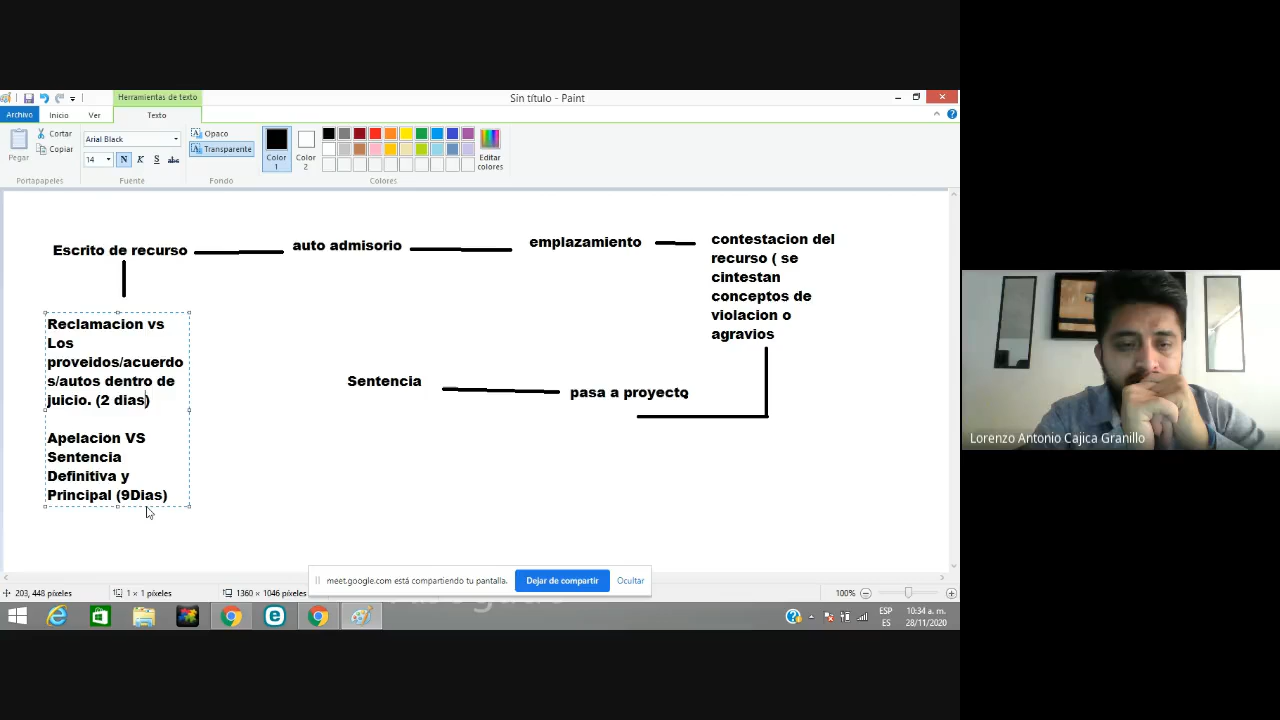 Herramientas de texto
Sin título - Paint
Archivo
Inicio
Ver
Texto
Pegar
Cortar
Copiar
Portapapeles
Arial Black
14
N K S abc
Fuente
Opaco
Transparente
Fondo
Color 1
Color 2
Editar colores
Colores
Escrito de recurso
auto admisorio
emplazamiento
contestacion del
recurso ( se
cintestan
conceptos de
violacion o
agravios
Reclamacion vs
Los
proveidos/acuerdo
s/autos dentro de
juicio. (2 dias)
Apelacion VS
Sentencia
Definitiva y
Principal (9Dias)
Sentencia
pasa a proyecto
Lorenzo Antonio Cajica Granillo
meet.google.com está compartiendo tu pantalla.
Dejar de compartir
Ocultar
203, 448 píxeles
1 × 1 píxeles
1360 × 1046 píxeles
100%
ESP
ES
10:34 a. m.
28/11/2020